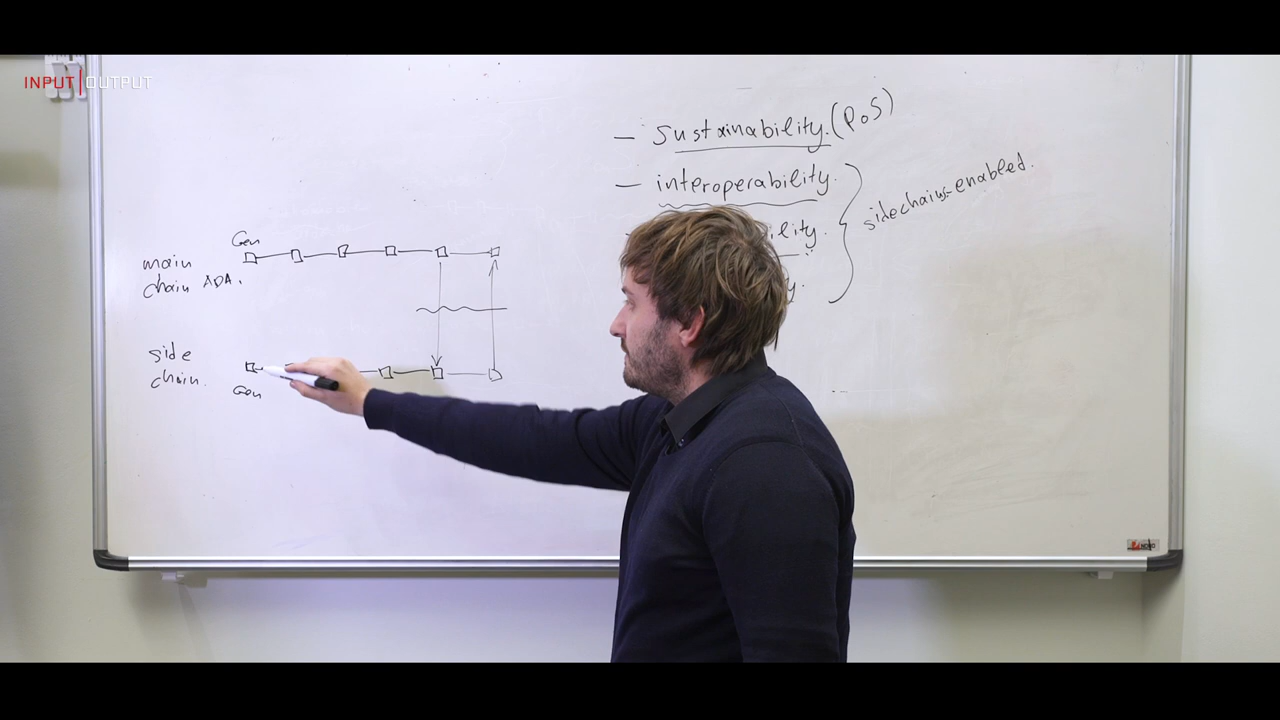 INPUT|OUTPUT
— Sustainability. (PoS)
— interoperability.
sidechains-enabled.
Gen
main
chain ADA.
side
chain.
Gen